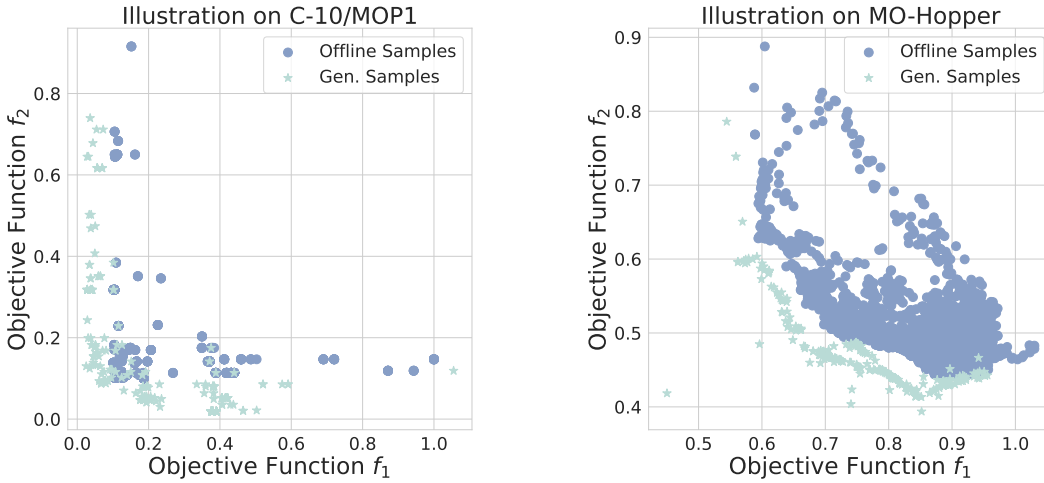 Illustration on C-10/MOP1
Offline Samples
Gen. Samples
Objective Function f₂
0.8
0.6
0.4
0.2
0.0
0.0 0.2 0.4 0.6 0.8 1.0
Objective Function f₁
Illustration on MO-Hopper
Offline Samples
Gen. Samples
Objective Function f₂
0.9
0.8
0.7
0.6
0.5
0.4
0.5 0.6 0.7 0.8 0.9 1.0
Objective Function f₁